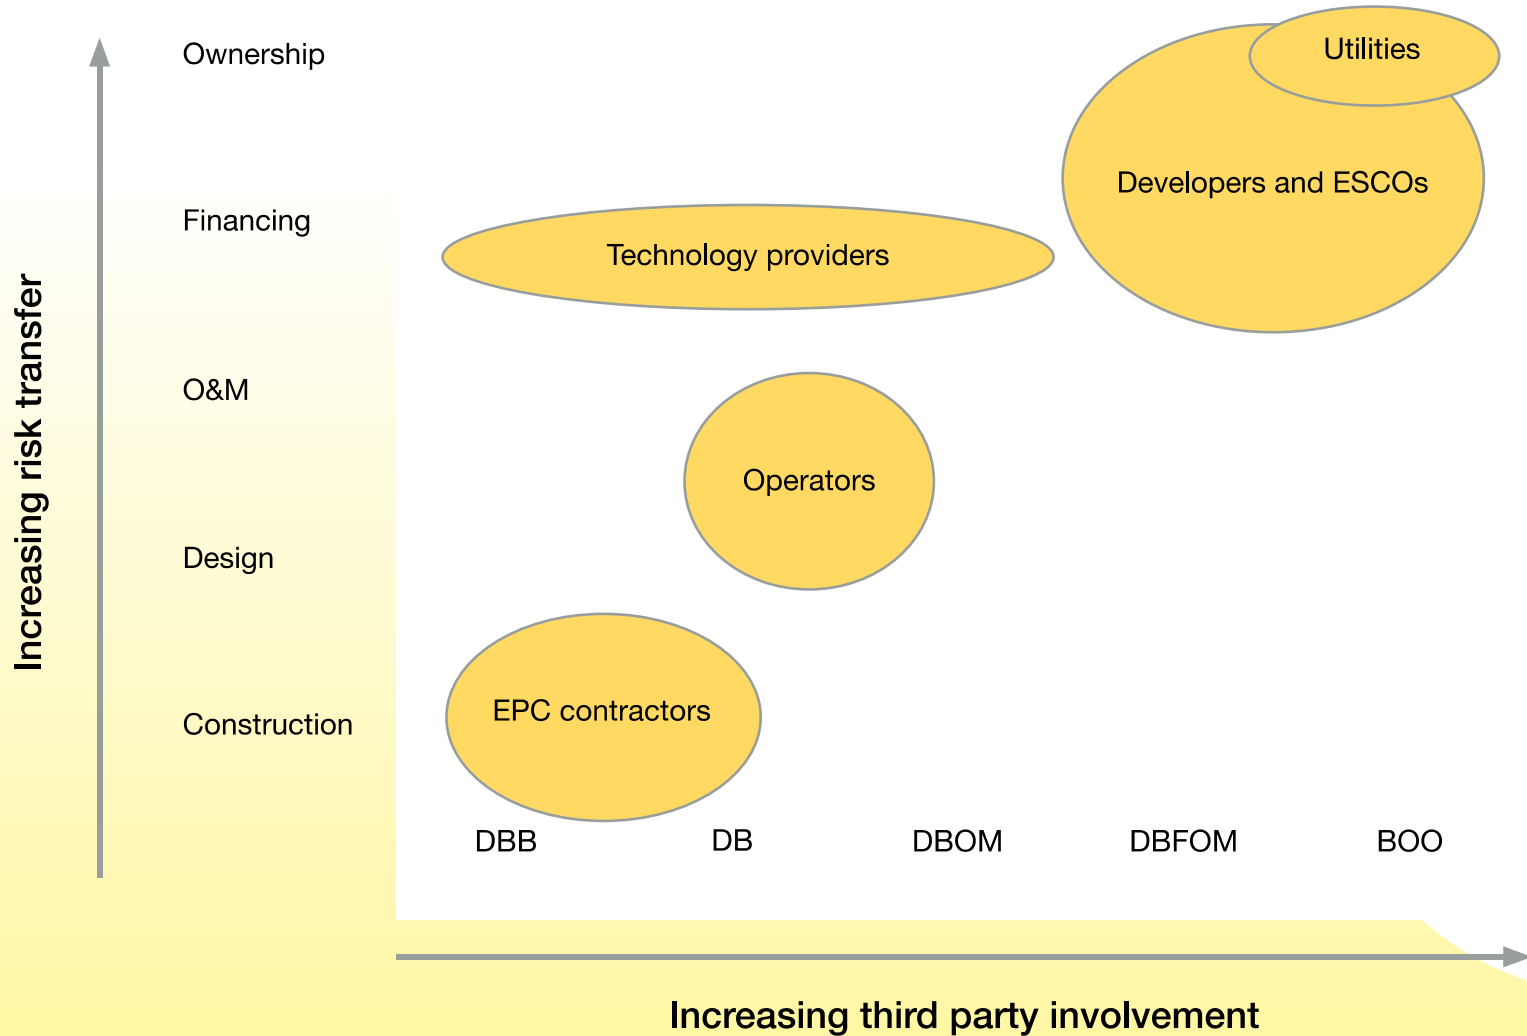 Ownership
Utilities
Developers and ESCOs
Financing
Technology providers
O&M
Operators
Design
EPC contractors
Construction
DBB
DB
DBOM
DBFOM
BOO
Increasing risk transfer
Increasing third party involvement